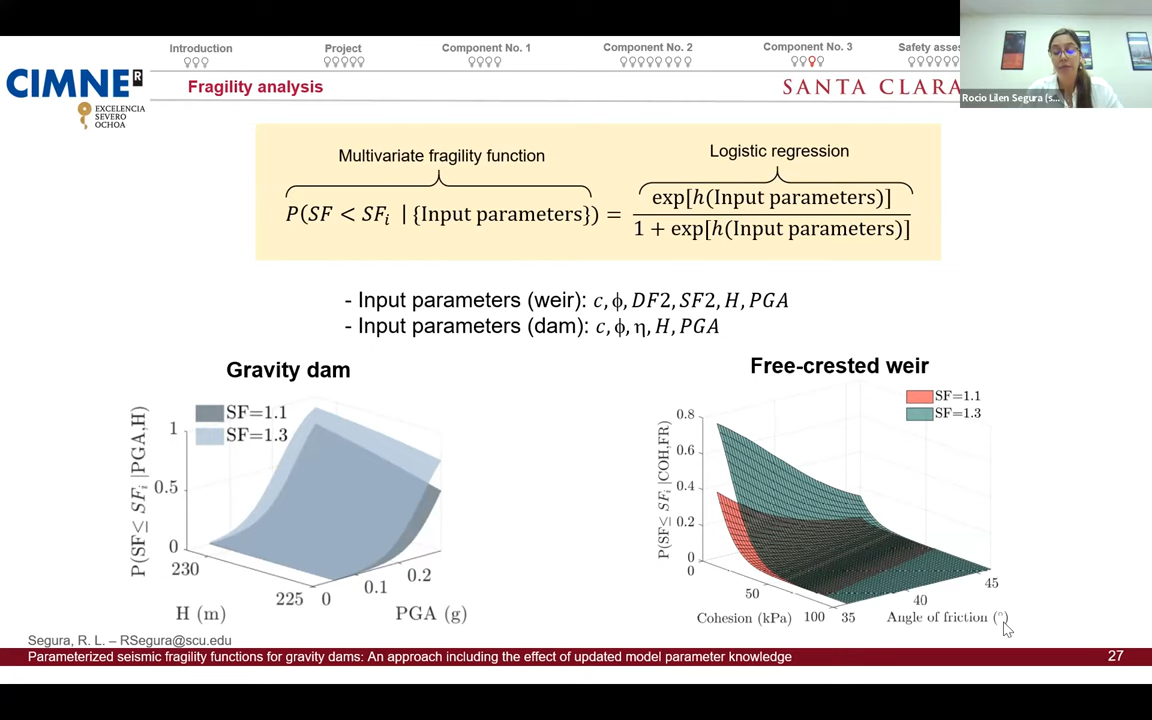 Introduction
Project
Component No. 1
Component No. 2
Component No. 3
Safety asses
CIMNE R
EXCELENCIA
SEVERO
OCHOA
Fragility analysis
SANTA CLARA
Rocio Lilen Segura (s...
Multivariate fragility function
Logistic regression
P(SF < SFᵢ | {Input parameters}) = exp[h(Input parameters)]
1 + exp[h(Input parameters)]
- Input parameters (weir): c, ϕ, DF2, SF2, H, PGA
- Input parameters (dam): c, ϕ, η, H, PGA
Gravity dam
SF=1.1
SF=1.3
P(SF≤ SFᵢ |PGA,H)
1
0.5
0
230
225
0
0.1
0.2
H (m)
PGA (g)
Free-crested weir
SF=1.1
SF=1.3
P(SF≤ SFᵢ |COH,FR)
0.8
0.6
0.4
0.2
0
0
50
100
35
40
45
Cohesion (kPa)
Angle of friction (°)
Segura, R. L. – RSegura@scu.edu
Parameterized seismic fragility functions for gravity dams: An approach including the effect of updated model parameter knowledge
27